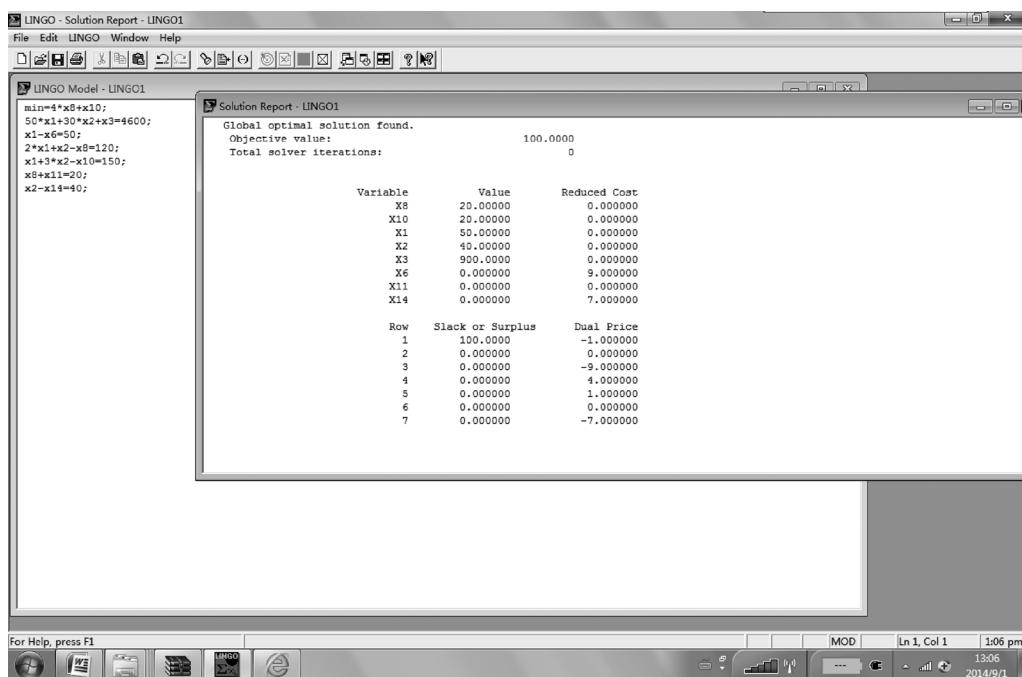 LINGO - Solution Report - LINGO1
File Edit LINGO Window Help
LINGO Model - LINGO1
min=4*x8+x10;
50*x1+30*x2+x3=4600;
x1-x6=50;
2*x1+x2-x8=120;
x1+3*x2-x10=150;
x8+x11=20;
x2-x14=40;
Solution Report - LINGO1
Global optimal solution found.
Objective value: 100.0000
Total solver iterations: 0
Variable Value Reduced Cost
X8 20.00000 0.000000
X10 20.00000 0.000000
X1 50.00000 0.000000
X2 40.00000 0.000000
X3 900.0000 0.000000
X6 0.000000 9.000000
X11 0.000000 0.000000
X14 0.000000 7.000000
Row Slack or Surplus Dual Price
1 100.0000 -1.000000
2 0.000000 0.000000
3 0.000000 -9.000000
4 0.000000 4.000000
5 0.000000 1.000000
6 0.000000 0.000000
7 0.000000 -7.000000
For Help, press F1 MOD Ln 1, Col 1 1:06 pm
LINGO
13:06
2014/9/1